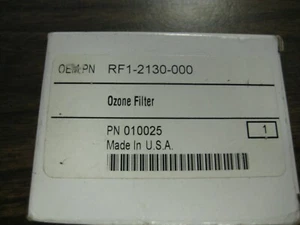 OEM PN RF1-2130-000
Ozone Filter
PN 010025 1
Made In U.S.A.